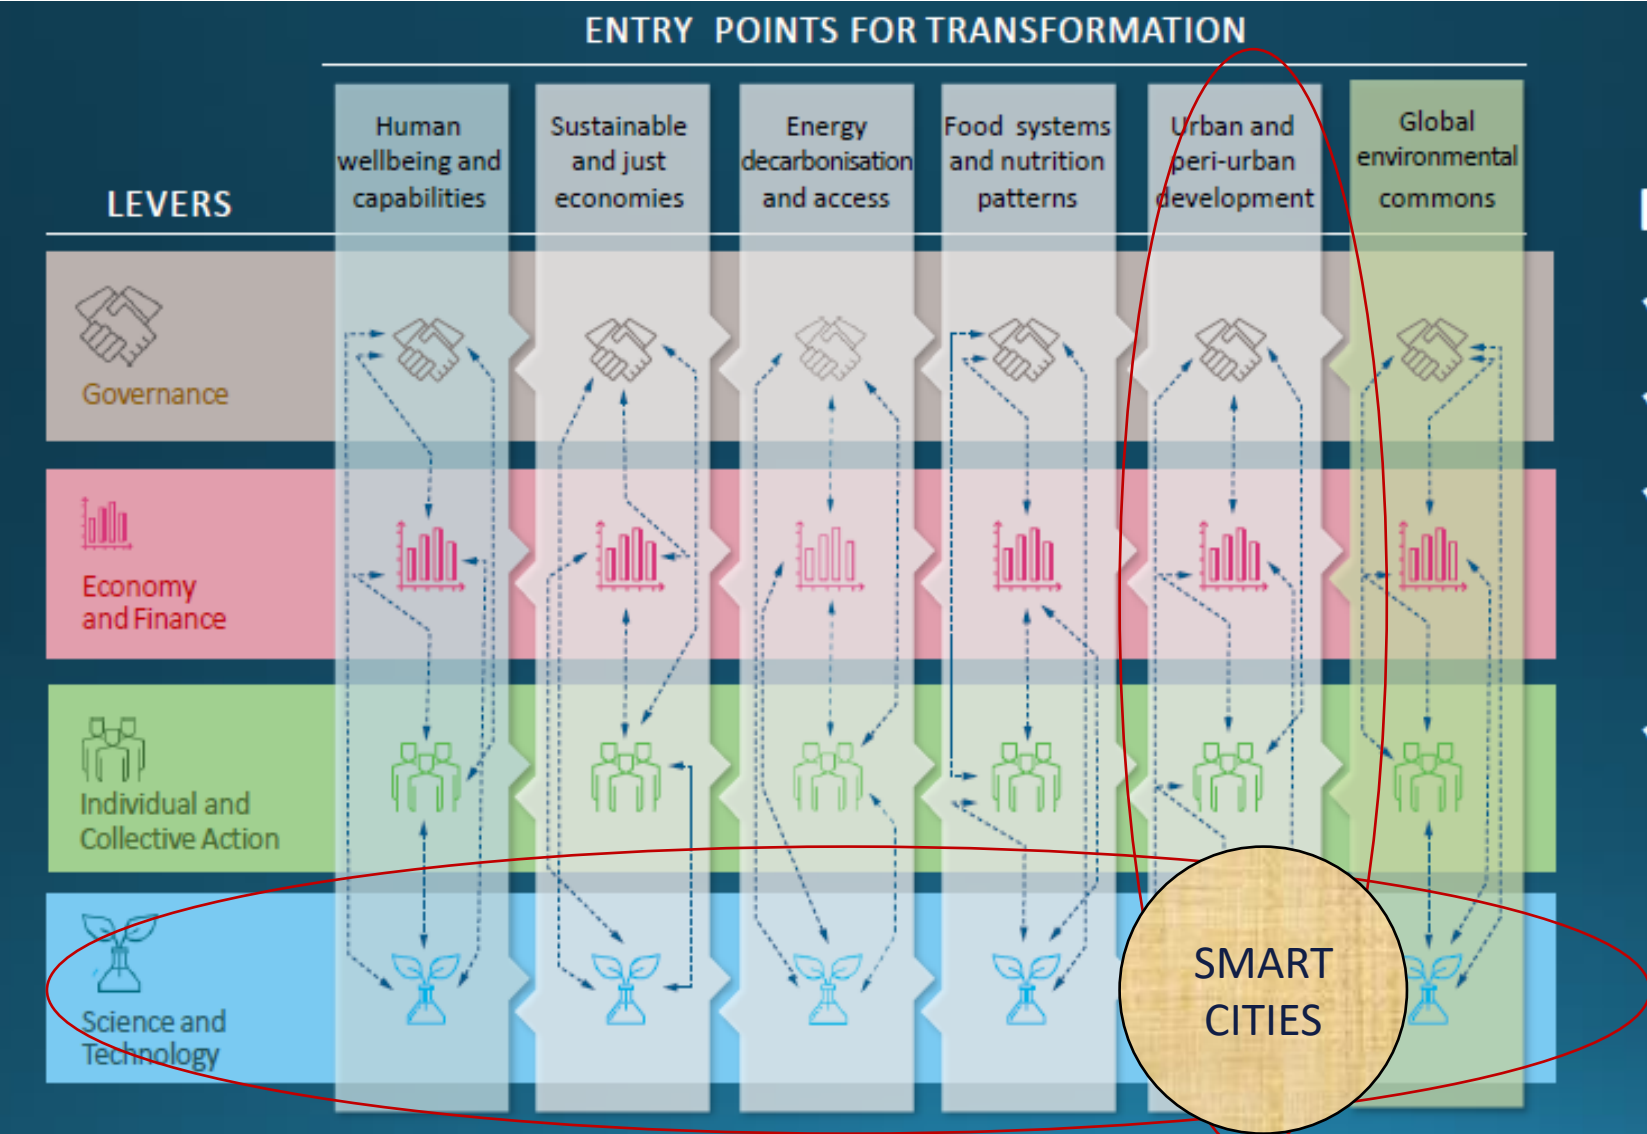 ENTRY POINTS FOR TRANSFORMATION
LEVERS
Human
wellbeing and
capabilities
Sustainable
and just
economies
Energy
decarbonisation
and access
Food systems
and nutrition
patterns
Urban and
peri-urban
development
Global
environmental
commons
Governance
Economy
and Finance
Individual and
Collective Action
Science and
Technology
SMART
CITIES